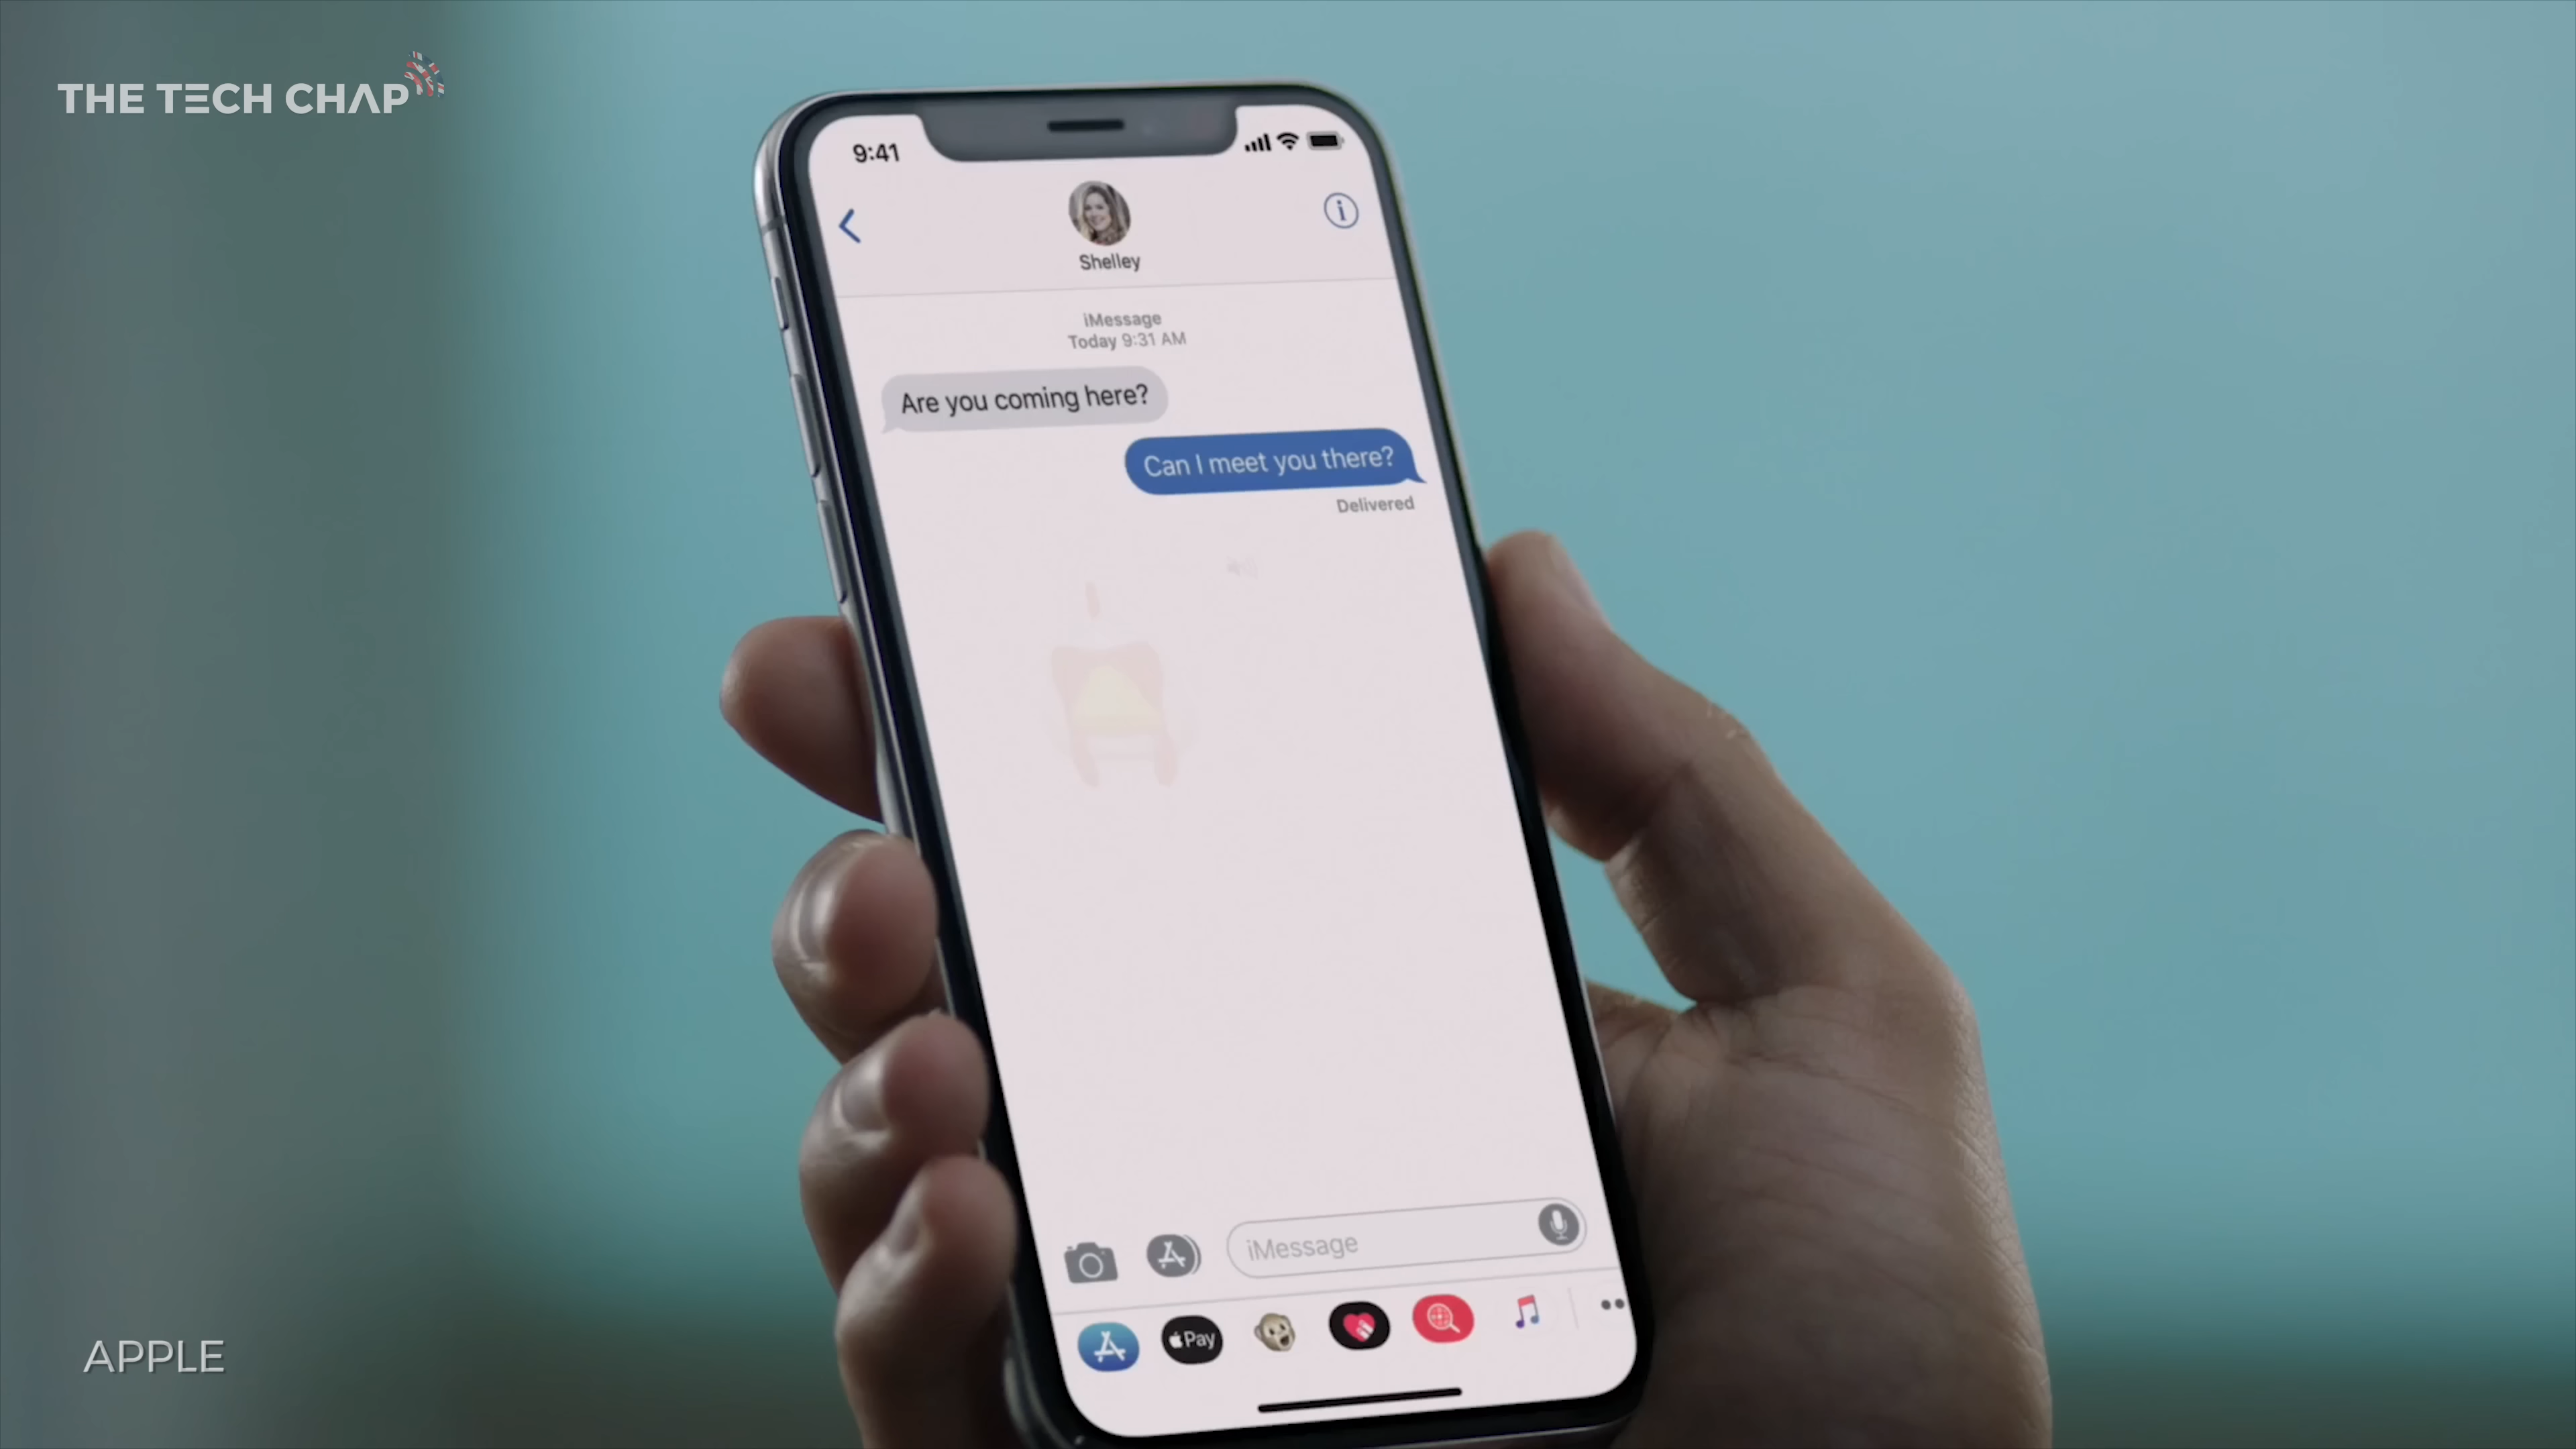 THE TECH CHAP
9:41
Shelley
iMessage
Today 9:31 AM
Are you coming here?
Can I meet you there?
Delivered
iMessage
Pay
APPLE